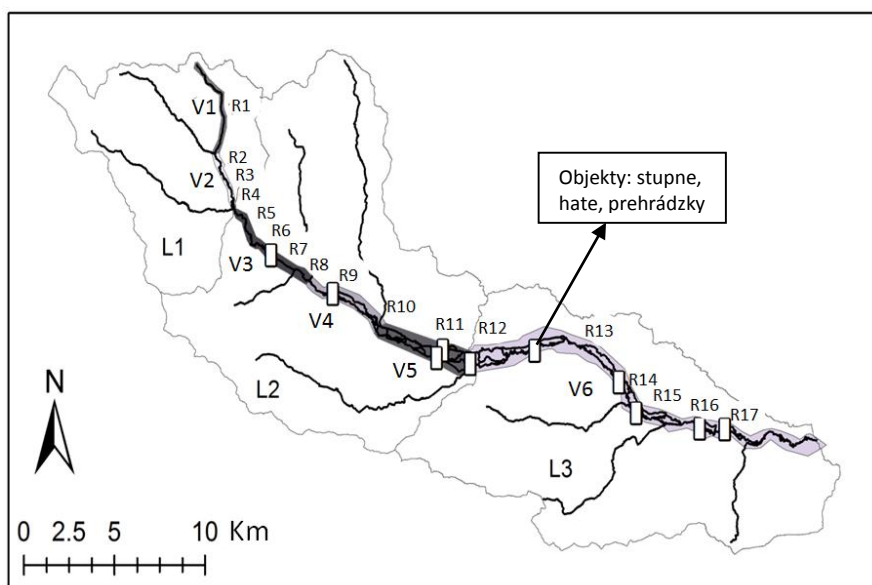 V1
R1
R2
V2
R3
R4
R5
L1
R6
V3
R7
R8
R9
V4
R10
R11
R12
R13
V5
L2
V6
R14
R15
R16
R17
L3
Objekty: stupne,
hate, prehrádzky
N
0 2.5 5 10 Km